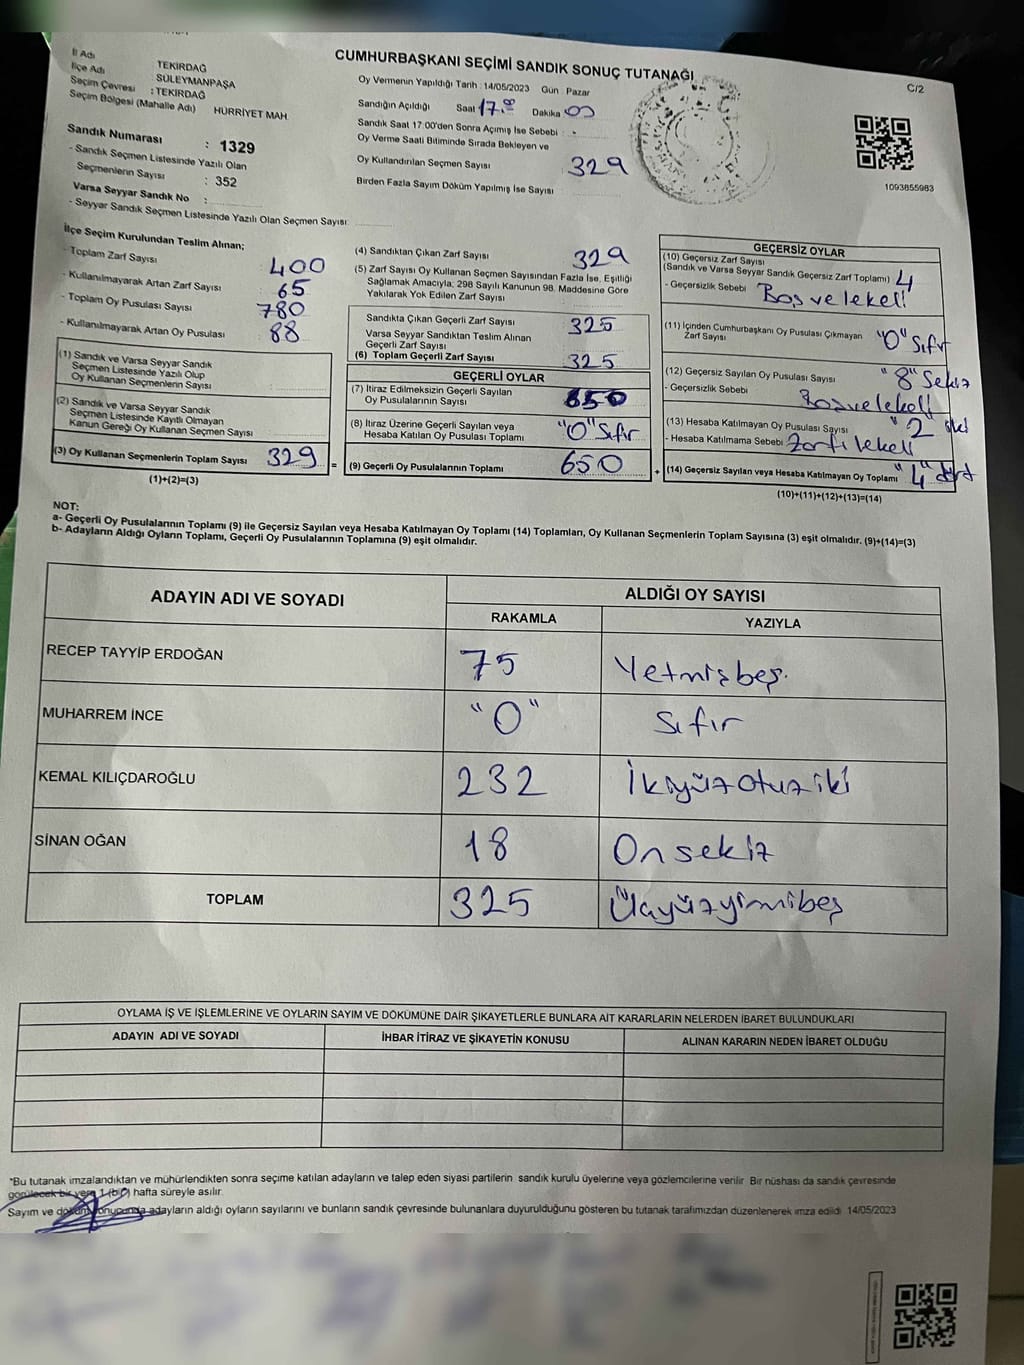 CUMHURBAŞKANI SEÇİMİ SANDIK SONUÇ TUTANAĞI
C/2
İl Adı TEKİRDAĞ
İlçe Adı SÜLEYMANPAŞA
Seçim Çevresi : TEKİRDAĞ
Seçim Bölgesi (Mahalle Adı) HÜRRİYET MAH.
Sandık Numarası : 1329
- Sandık Seçmen Listesinde Yazılı Olan
Seçmenlerin Sayısı : 352
Varsa Seyyar Sandık No :
- Seyyar Sandık Seçmen Listesinde Yazılı Olan Seçmen Sayısı:
Oy Vermenin Yapıldığı Tarih : 14/05/2023 Gün : Pazar
Sandığın Açıldığı Saat 17.00 Dakika 00
Sandık Saat 17:00'den Sonra Açımış İse Sebebi : -
Oy Verme Saati Bitiminde Sırada Bekleyen ve
Oy Kullandırılan Seçmen Sayısı 329
Birden Fazla Sayım Döküm Yapılmış İse Sayısı
1093855983
İlçe Seçim Kurulundan Teslim Alınan;
- Toplam Zarf Sayısı 400
- Kullanılmayarak Artan Zarf Sayısı 65
- Toplam Oy Pusulası Sayısı 780
- Kullanılmayarak Artan Oy Pusulası 88
(1) Sandık ve Varsa Seyyar Sandık
Seçmen Listesinde Yazılı Olup
Oy Kullanan Seçmenlerin Sayısı
(2) Sandık ve Varsa Seyyar Sandık
Seçmen Listesinde Kayıtlı Olmayan
Kanun Gereği Oy Kullanan Seçmen Sayısı
(3) Oy Kullanan Seçmenlerin Toplam Sayısı 329
(1)+(2)=(3)
=
(4) Sandıktan Çıkan Zarf Sayısı 329
(5) Zarf Sayısı Oy Kullanan Seçmen Sayısından Fazla İse, Eşitliği
Sağlamak Amacıyla; 298 Sayılı Kanunun 98. Maddesine Göre
Yakılarak Yok Edilen Zarf Sayısı
Sandıkta Çıkan Geçerli Zarf Sayısı 325
Varsa Seyyar Sandıktan Teslim Alınan
Geçerli Zarf Sayısı
(6) Toplam Geçerli Zarf Sayısı 325
GEÇERLİ OYLAR
(7) İtiraz Edilmeksizin Geçerli Sayılan
Oy Pusulalarının Sayısı 650
(8) İtiraz Üzerine Geçerli Sayılan veya
Hesaba Katılan Oy Pusulası Toplamı "0" Sıfır
(9) Geçerli Oy Pusulalarının Toplamı 650
+
GEÇERSİZ OYLAR
(10) Geçersiz Zarf Sayısı
(Sandık ve Varsa Seyyar Sandık Geçersiz Zarf Toplamı) 4
- Geçersizlik Sebebi Boş ve lekeli
(11) İçinden Cumhurbaşkanı Oy Pusulası Çıkmayan
Zarf Sayısı "0" Sıfır
(12) Geçersiz Sayılan Oy Pusulası Sayısı "8" Sekiz
- Geçersizlik Sebebi Boş ve lekeli
(13) Hesaba Katılmayan Oy Pusulası Sayısı "2" iki
- Hesaba Katılmama Sebebi Zarfı lekeli
(14) Geçersiz Sayılan veya Hesaba Katılmayan Oy Toplamı "4" dört
(10)+(11)+(12)+(13)=(14)
NOT:
a- Geçerli Oy Pusulalarının Toplamı (9) ile Geçersiz Sayılan veya Hesaba Katılmayan Oy Toplamı (14) Toplamları, Oy Kullanan Seçmenlerin Toplam Sayısına (3) eşit olmalıdır. (9)+(14)=(3)
b- Adayların Aldığı Oyların Toplamı, Geçerli Oy Pusulalarının Toplamına (9) eşit olmalıdır.
ADAYIN ADI VE SOYADI
ALDIĞI OY SAYISI
RAKAMLA YAZIYLA
RECEP TAYYİP ERDOĞAN 75 Yetmişbeş.
MUHARREM İNCE "0" Sıfır
KEMAL KILIÇDAROĞLU 232 İkiyüzotuziki
SİNAN OĞAN 18 Onsekiz
TOPLAM 325 Üçyüzyirmibeş
OYLAMA İŞ VE İŞLEMLERİNE VE OYLARIN SAYIM VE DÖKÜMÜNE DAİR ŞİKAYETLERLE BUNLARA AİT KARARLARIN NELERDEN İBARET BULUNDUKLARI
ADAYIN ADI VE SOYADI İHBAR İTİRAZ VE ŞİKAYETİN KONUSU ALINAN KARARIN NEDEN İBARET OLDUĞU
*Bu tutanak imzalandıktan ve mühürlendikten sonra seçime katılan adayların ve talep eden siyasi partilerin sandık kurulu üyelerine veya gözlemcilerine verilir. Bir nüshası da sandık çevresinde
görülecek bir yere 1 (bir) hafta süreyle asılır.
Sayım ve döküm sonucunda adayların aldığı oyların sayılarını ve bunların sandık çevresinde bulunanlara duyurulduğunu gösteren bu tutanak tarafımızdan düzenlenerek imza edildi 14/05/2023